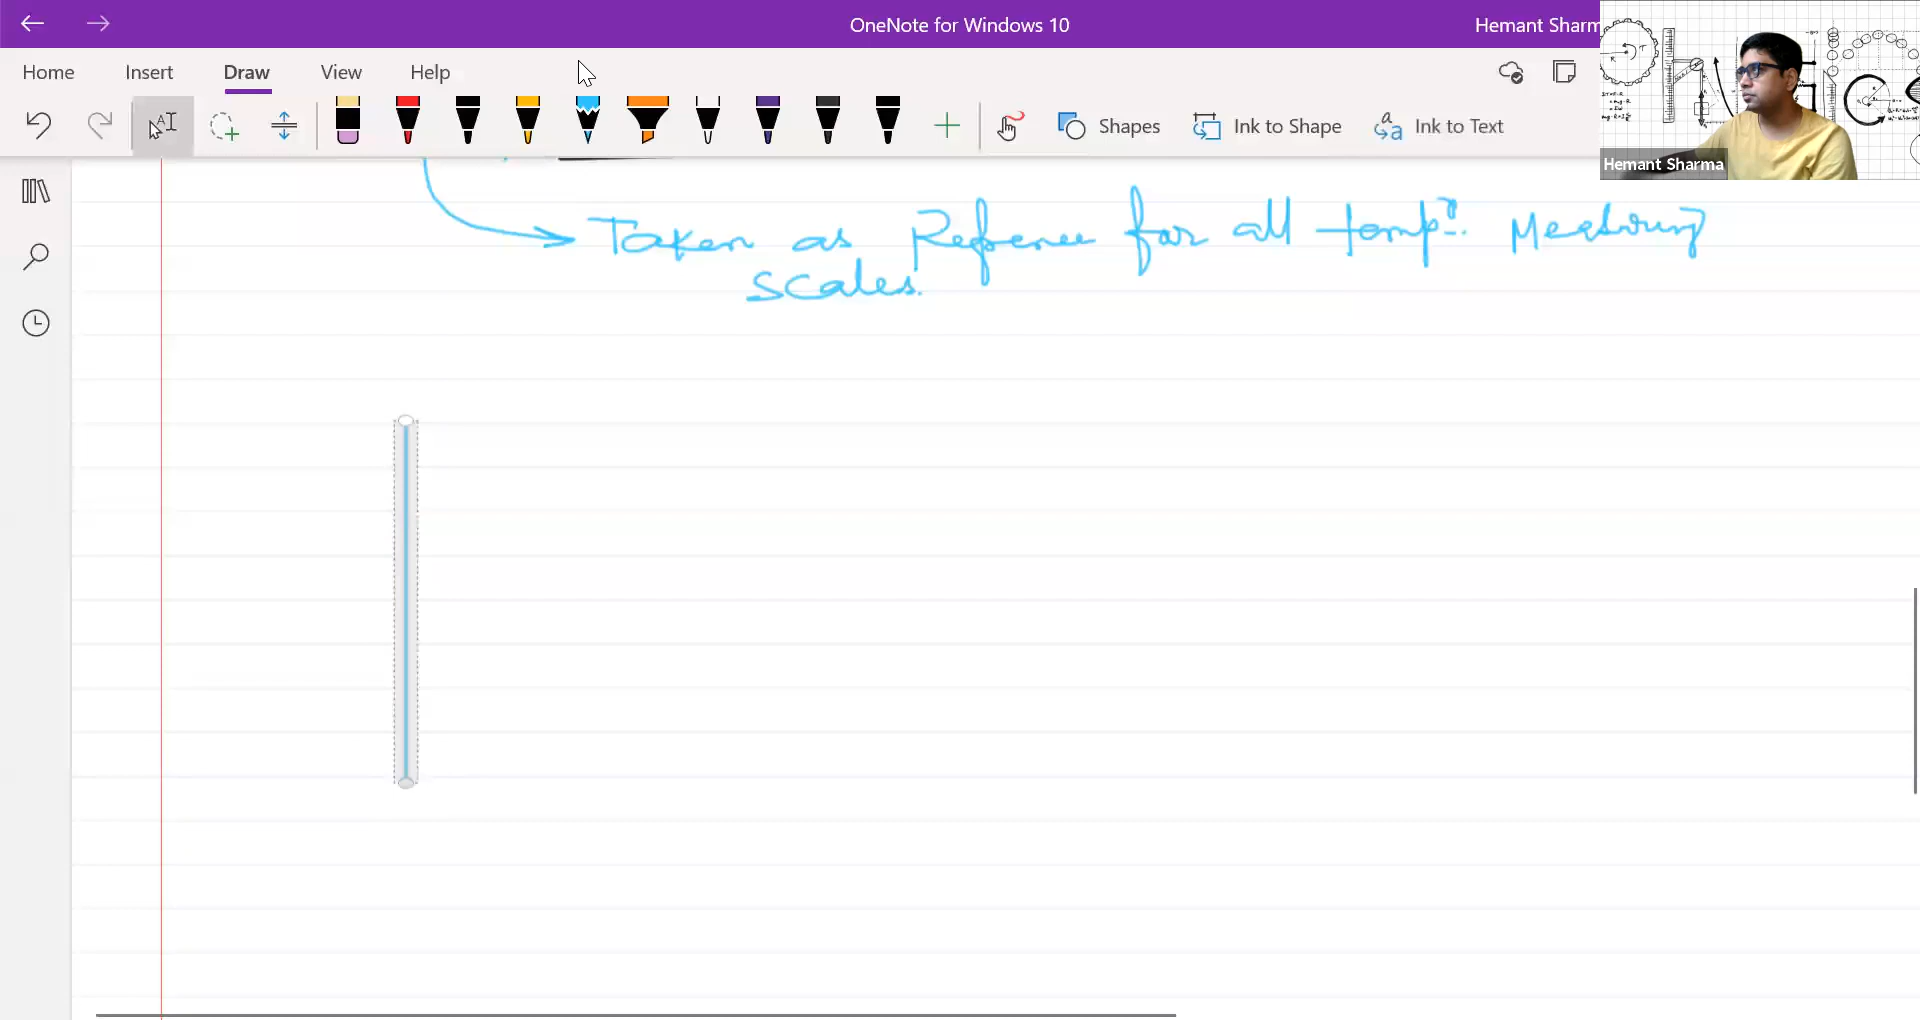 OneNote for Windows 10
Hemant Sharm
Home Insert Draw View Help
Shapes Ink to Shape Ink to Text
Hemant Sharma
Taken as Reference for all tempr. Measuring
scales.